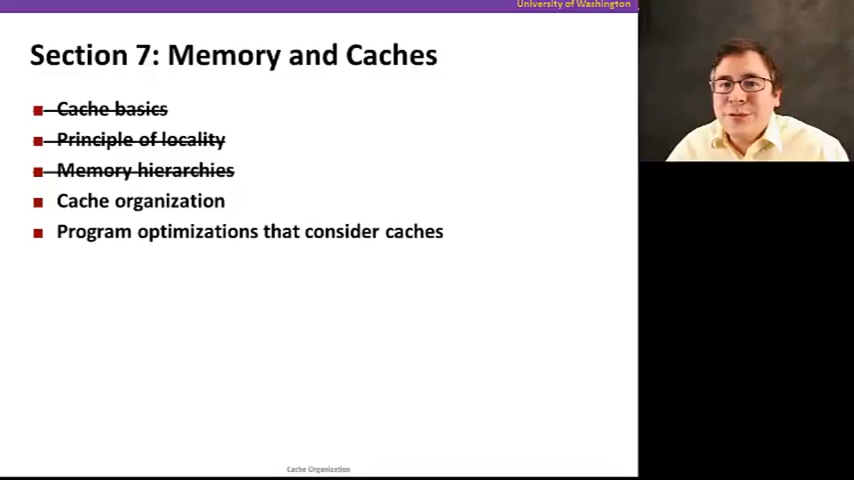 University of Washington
Section 7: Memory and Caches
Cache basics
Principle of locality
Memory hierarchies
Cache organization
Program optimizations that consider caches
Cache Organization